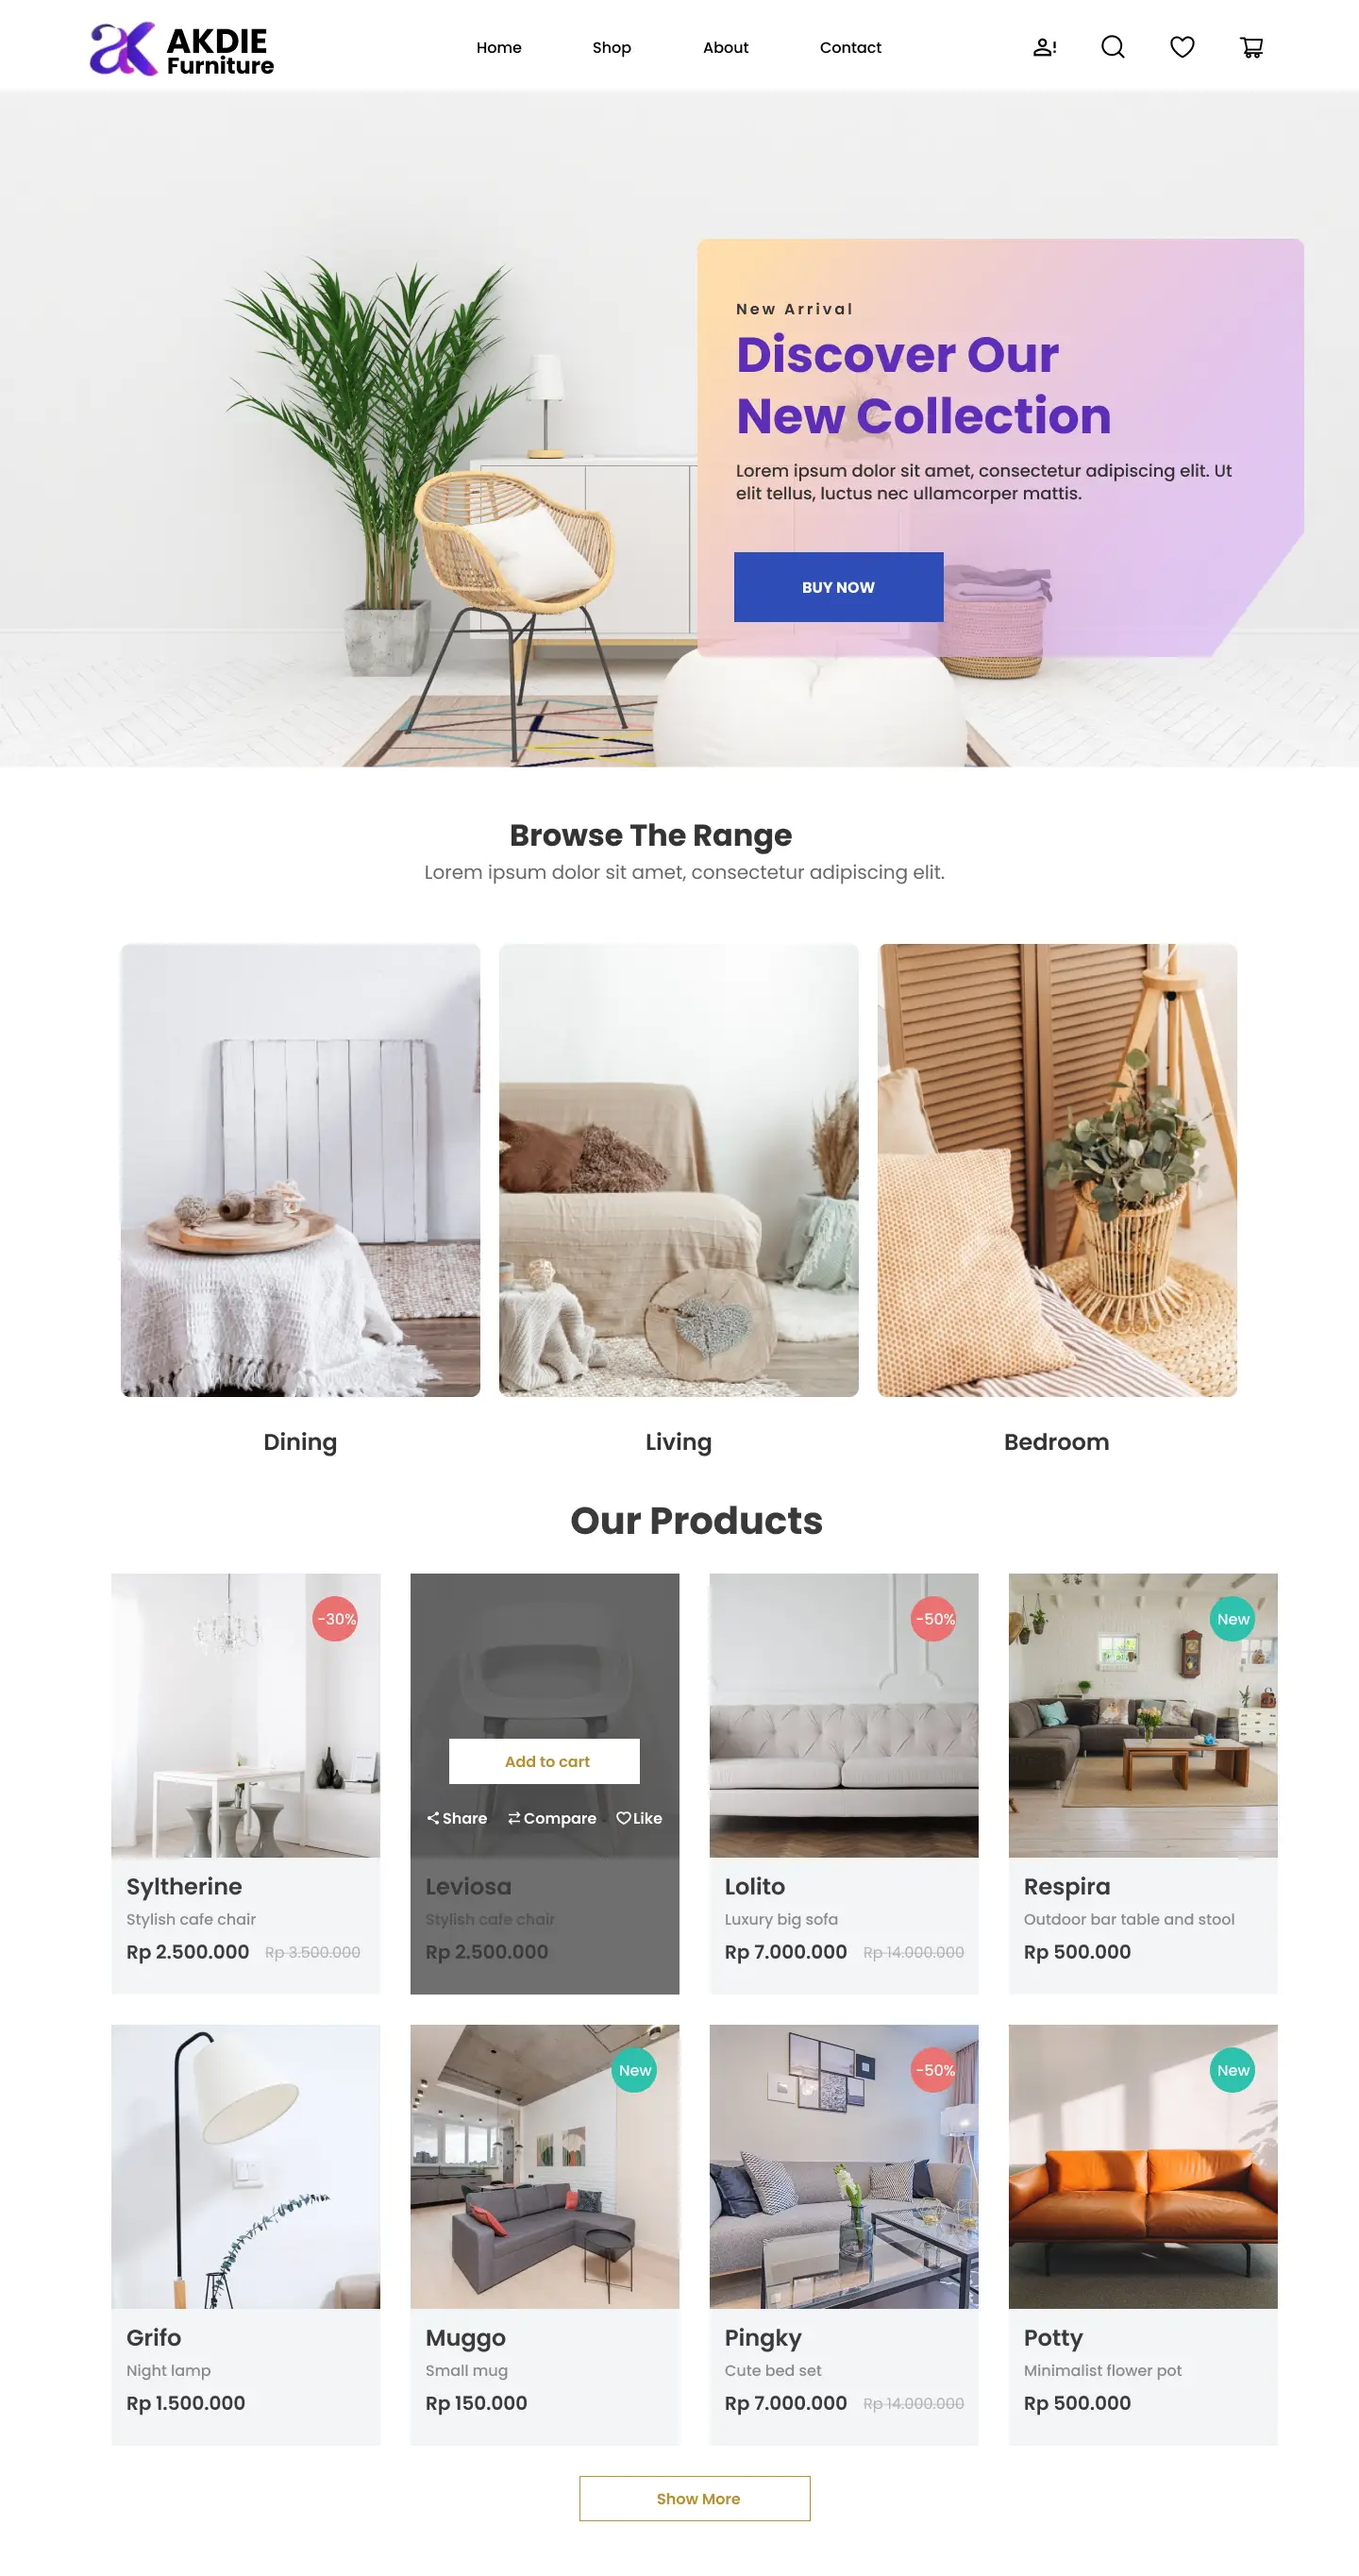 AKDIE
Furniture
Home
Shop
About
Contact
New Arrival
Discover Our
New Collection
Lorem ipsum dolor sit amet, consectetur adipiscing elit. Ut
elit tellus, luctus nec ullamcorper mattis.
BUY NOW
Browse The Range
Lorem ipsum dolor sit amet, consectetur adipiscing elit.
Dining
Living
Bedroom
Our Products
-30%
Syltherine
Stylish cafe chair
Rp 2.500.000 Rp 3.500.000
Add to cart
Share
Compare
Like
Leviosa
Stylish cafe chair
Rp 2.500.000
-50%
Lolito
Luxury big sofa
Rp 7.000.000 Rp 14.000.000
New
Respira
Outdoor bar table and stool
Rp 500.000
Grifo
Night lamp
Rp 1.500.000
New
Muggo
Small mug
Rp 150.000
-50%
Pingky
Cute bed set
Rp 7.000.000 Rp 14.000.000
New
Potty
Minimalist flower pot
Rp 500.000
Show More